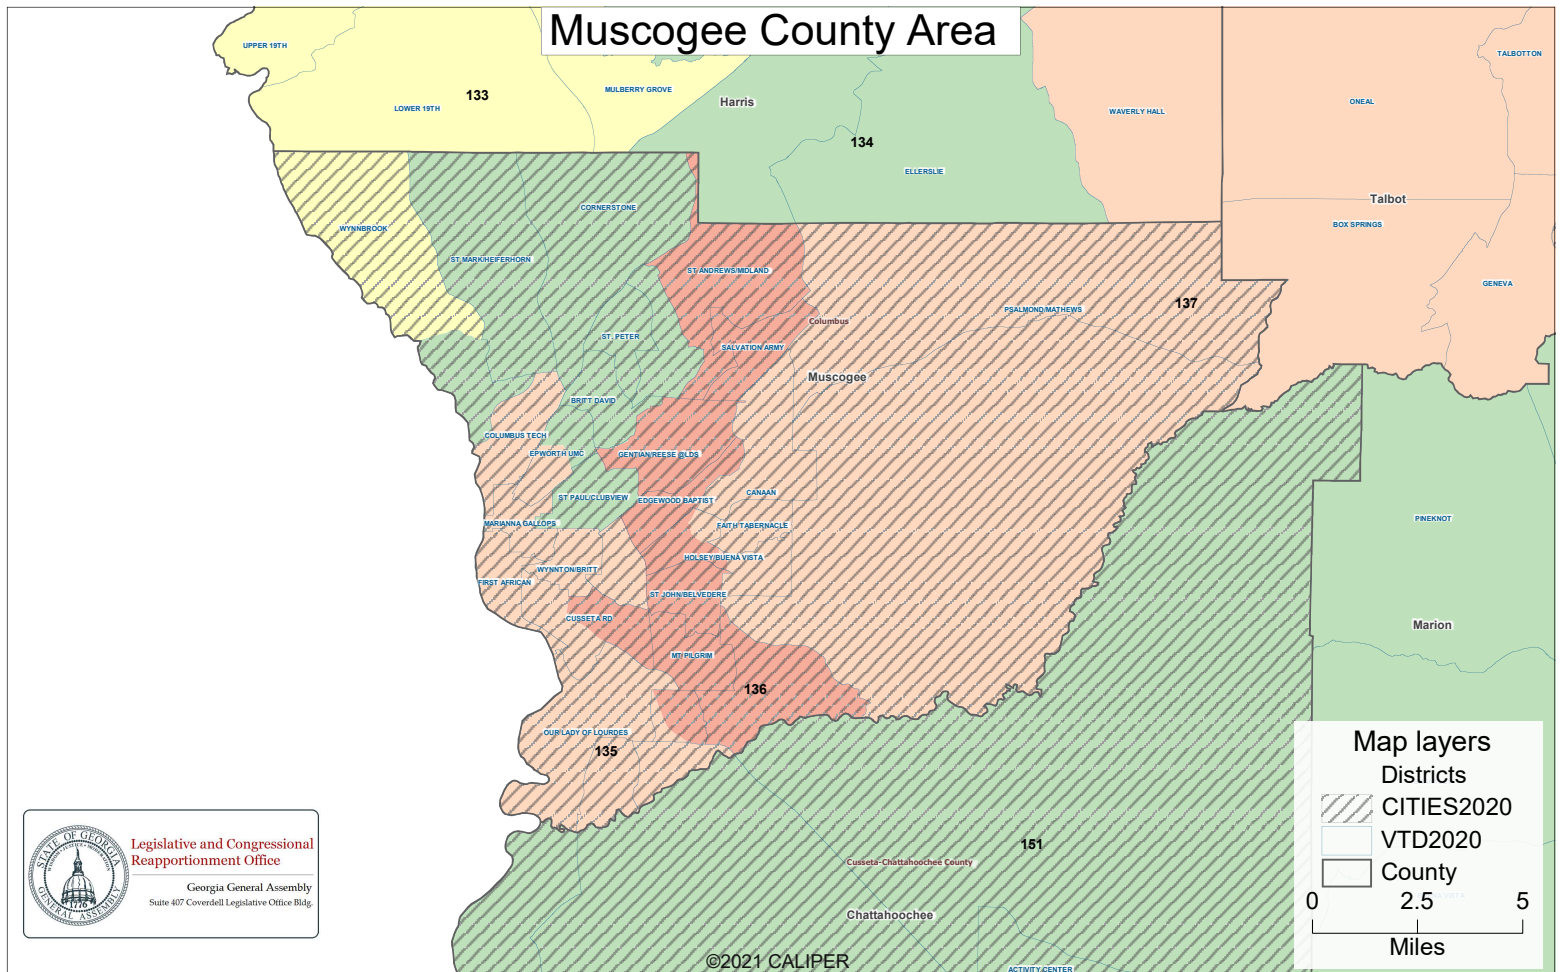 Muscogee County Area
UPPER 19TH
TALBOTTON
MULBERRY GROVE
133
LOWER 19TH
Harris
WAVERLY HALL
ONEAL
134
ELLERSLIE
Talbot
CORNERSTONE
WYNNBROOK
BOX SPRINGS
ST MARK/HEIFERHORN
ST ANDREWS/MIDLAND
GENEVA
137
PSALMOND/MATHEWS
Columbus
ST. PETER
SALVATION ARMY
Muscogee
BRITT DAVID
COLUMBUS TECH
EPWORTH UMC
GENTIAN/REESE @LDS
ST PAUL/CLUBVIEW
EDGEWOOD BAPTIST
CANAAN
MARIANNA GALLOPS
FAITH TABERNACLE
PINEKNOT
HOLSEY/BUENA VISTA
WYNNTON/BRITT
FIRST AFRICAN
ST JOHN/BELVEDERE
CUSSETA RD
Marion
MT PILGRIM
136
OUR LADY OF LOURDES
135
151
Cusseta-Chattahoochee County
Chattahoochee
ACTIVITY CENTER
©2021 CALIPER
Map layers
Districts
CITIES2020
VTD2020
County
0 2.5 5
Miles
STATE OF GEORGIA
GENERAL ASSEMBLY
1776
Legislative and Congressional
Reapportionment Office
Georgia General Assembly
Suite 407 Coverdell Legislative Office Bldg.